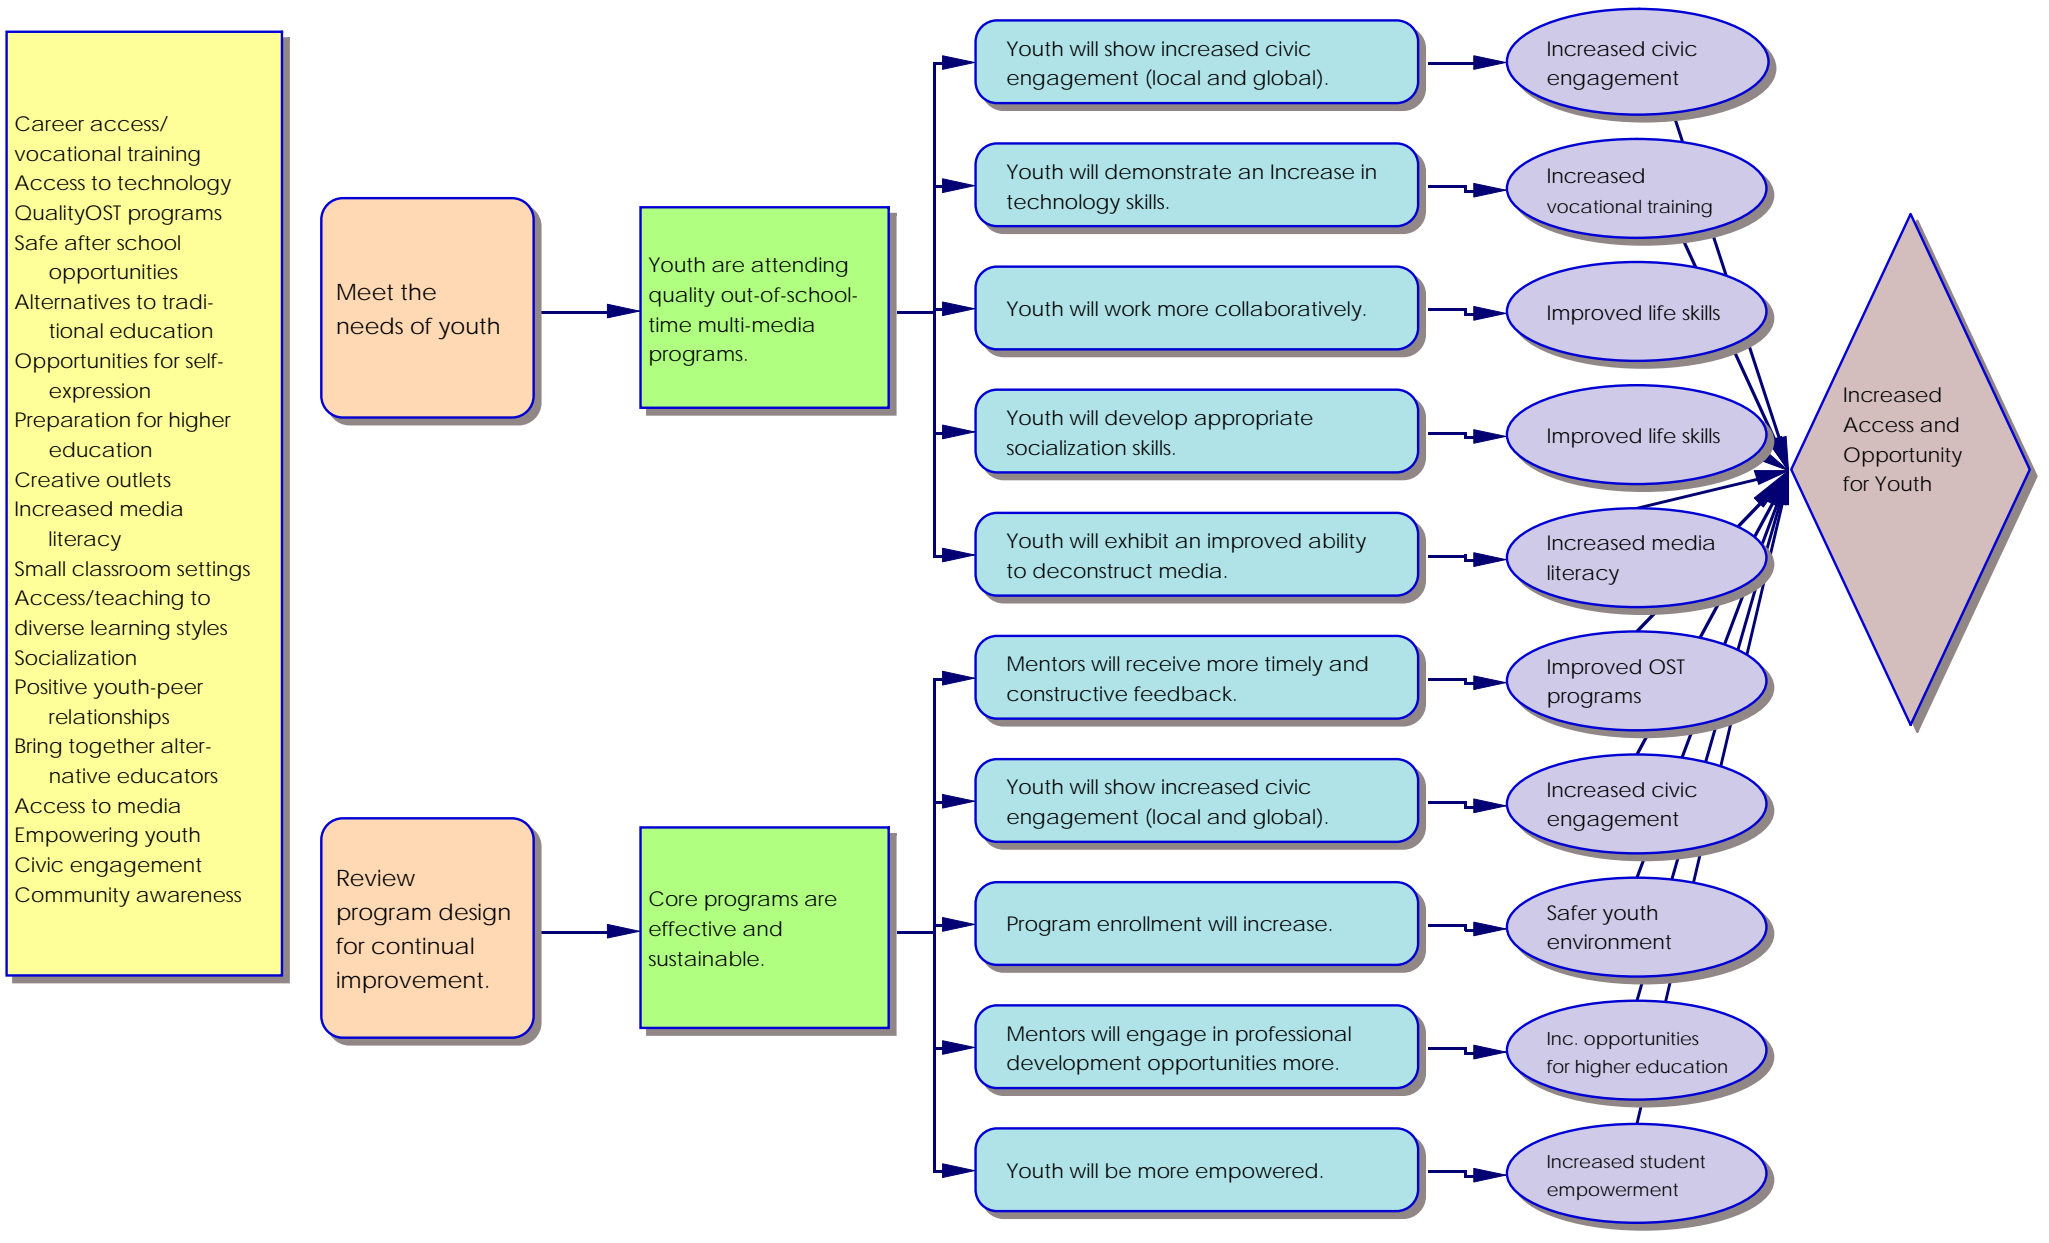 Career access/
vocational training
Access to technology
QualityOST programs
Safe after school
opportunities
Alternatives to tradi-
tional education
Opportunities for self-
expression
Preparation for higher
education
Creative outlets
Increased media
literacy
Small classroom settings
Access/teaching to
diverse learning styles
Socialization
Positive youth-peer
relationships
Bring together alter-
native educators
Access to media
Empowering youth
Civic engagement
Community awareness
Meet the
needs of youth
Review
program design
for continual
improvement.
Youth are attending
quality out-of-school-
time multi-media
programs.
Core programs are
effective and
sustainable.
Youth will show increased civic
engagement (local and global).
Youth will demonstrate an Increase in
technology skills.
Youth will work more collaboratively.
Youth will develop appropriate
socialization skills.
Youth will exhibit an improved ability
to deconstruct media.
Mentors will receive more timely and
constructive feedback.
Youth will show increased civic
engagement (local and global).
Program enrollment will increase.
Mentors will engage in professional
development opportunities more.
Youth will be more empowered.
Increased civic
engagement
Increased
vocational training
Improved life skills
Improved life skills
Increased media
literacy
Improved OST
programs
Increased civic
engagement
Safer youth
environment
Inc. opportunities
for higher education
Increased student
empowerment
Increased
Access and
Opportunity
for Youth